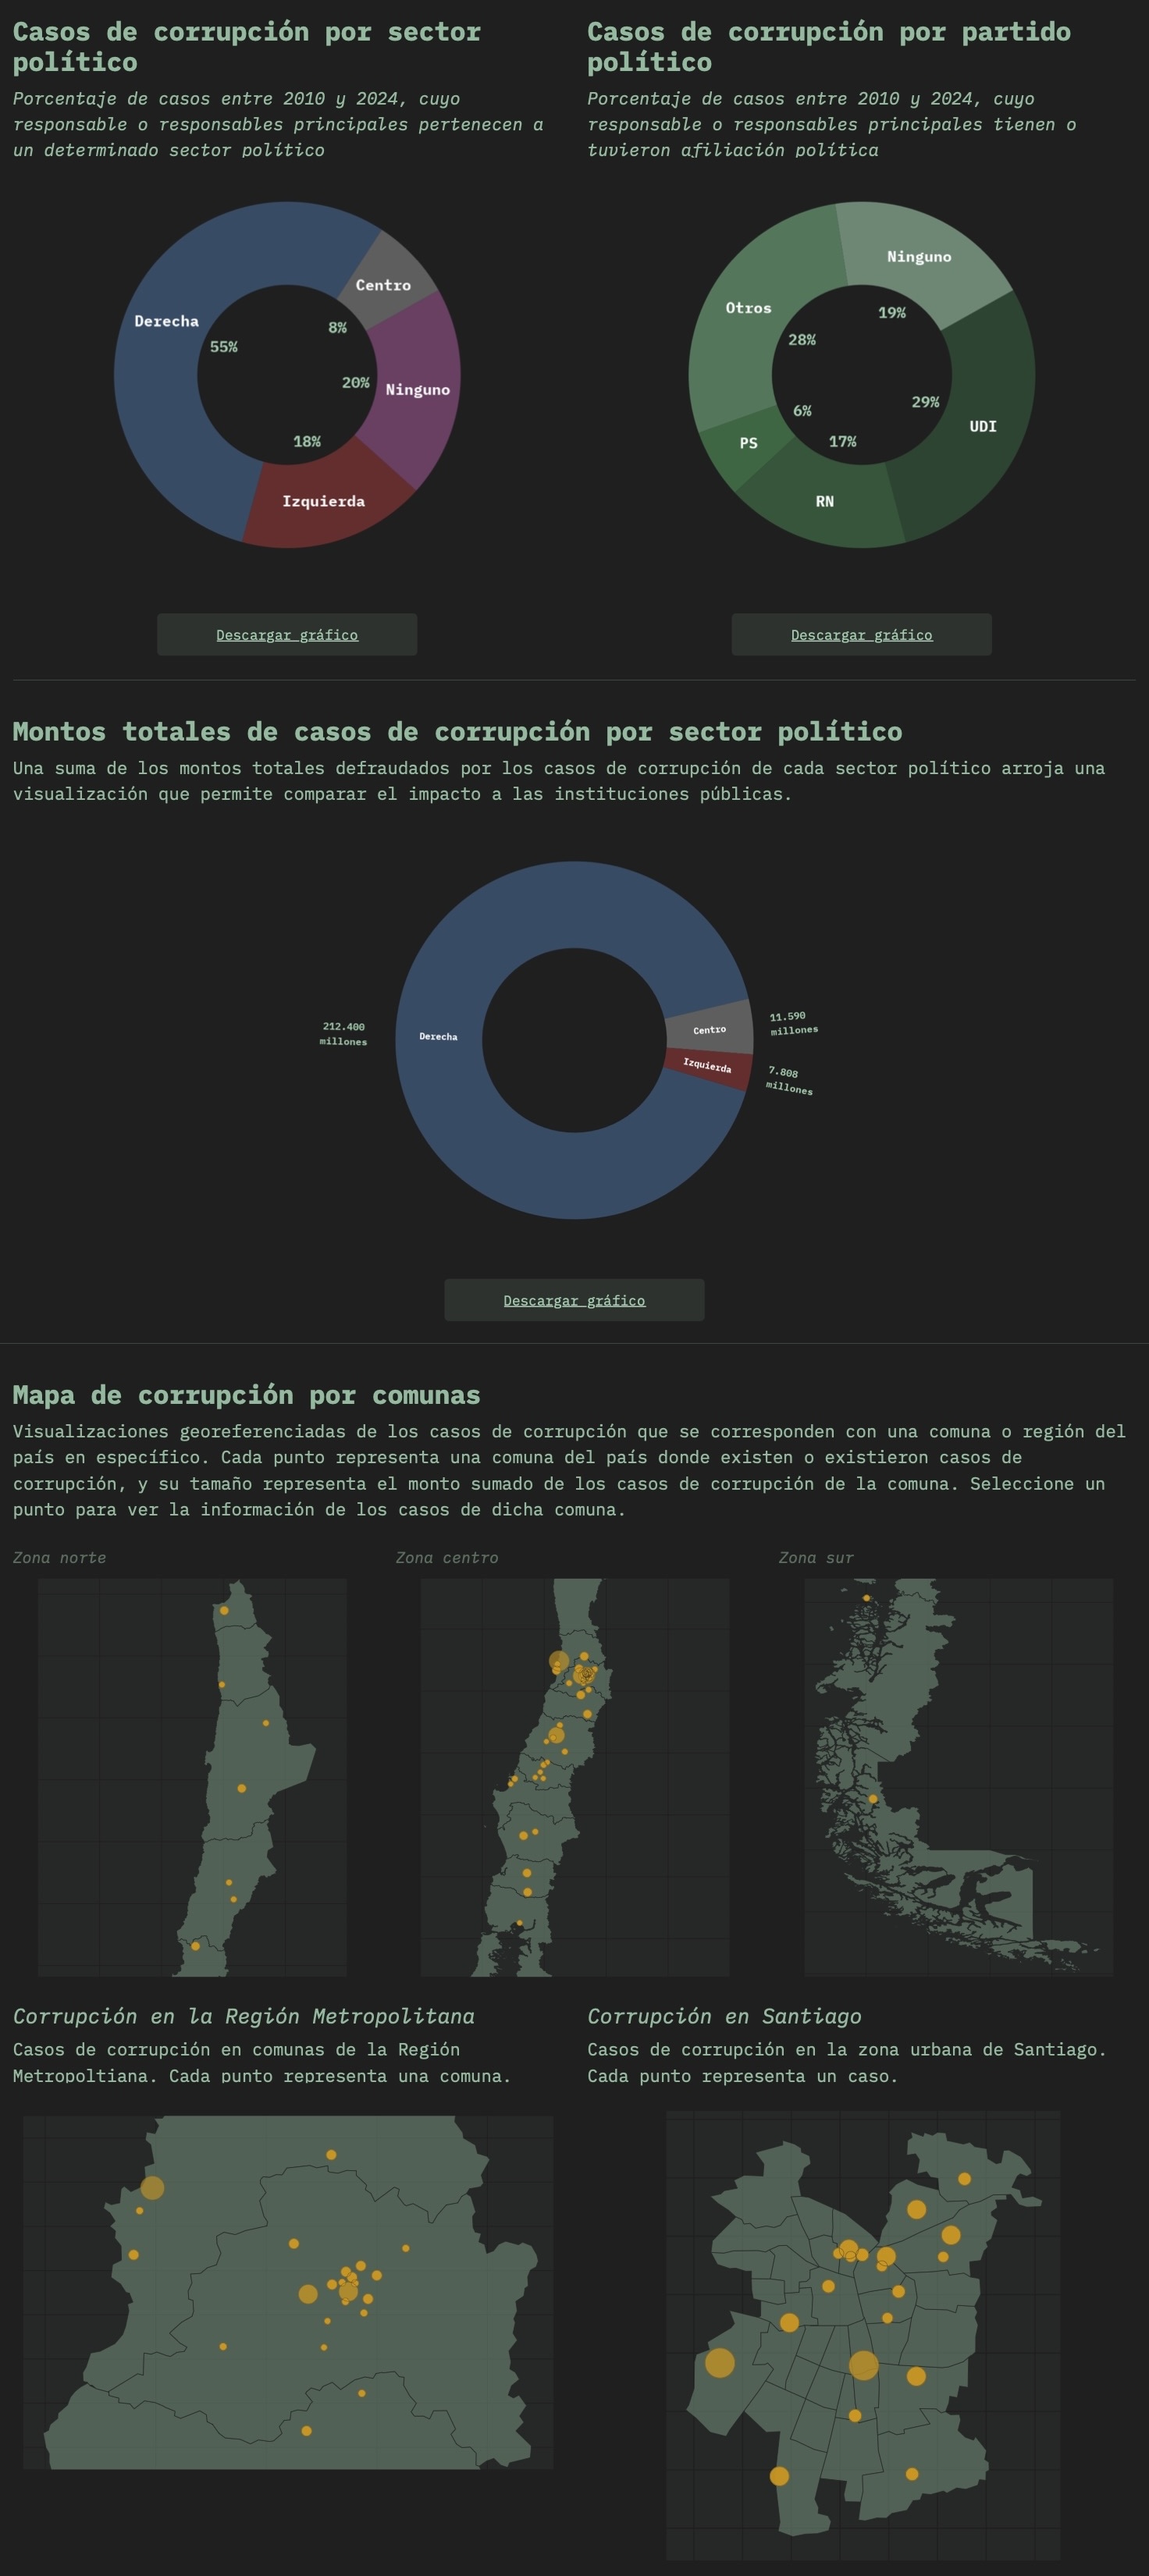 Casos de corrupción por sector
político
Porcentaje de casos entre 2010 y 2024, cuyo
responsable o responsables principales pertenecen a
un determinado sector político
Derecha
55%
Centro
8%
20%
Ninguno
18%
Izquierda
Descargar gráfico
Casos de corrupción por partido
político
Porcentaje de casos entre 2010 y 2024, cuyo
responsable o responsables principales tienen o
tuvieron afiliación política
Ninguno
19%
Otros
28%
29%
UDI
6%
PS
17%
RN
Descargar gráfico
Montos totales de casos de corrupción por sector político
Una suma de los montos totales defraudados por los casos de corrupción de cada sector político arroja una
visualización que permite comparar el impacto a las instituciones públicas.
212.400
millones
Derecha
Centro
11.590
millones
Izquierda
7.808
millones
Descargar gráfico
Mapa de corrupción por comunas
Visualizaciones georeferenciadas de los casos de corrupción que se corresponden con una comuna o región del
país en específico. Cada punto representa una comuna del país donde existen o existieron casos de
corrupción, y su tamaño representa el monto sumado de los casos de corrupción de la comuna. Seleccione un
punto para ver la información de los casos de dicha comuna.
Zona norte
Zona centro
Zona sur
Corrupción en la Región Metropolitana
Casos de corrupción en comunas de la Región
Metropoltiana. Cada punto representa una comuna.
Corrupción en Santiago
Casos de corrupción en la zona urbana de Santiago.
Cada punto representa un caso.